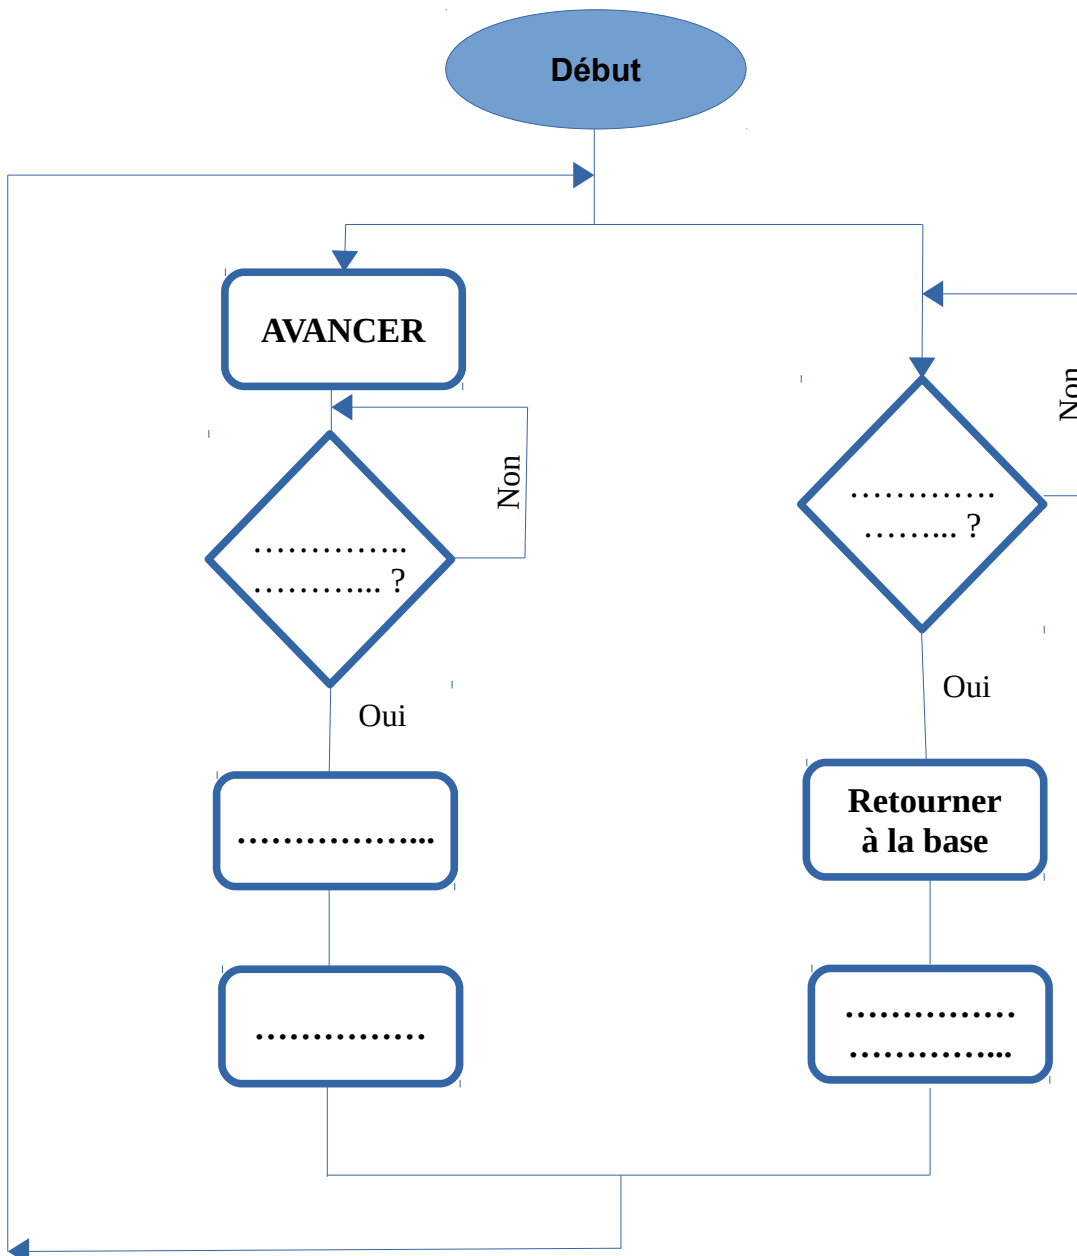 Début
AVANCER
Non
Non
…………..
………... ?
………….
……... ?
Oui
Oui
……………...
Retourner
à la base
……………
……………
…………...